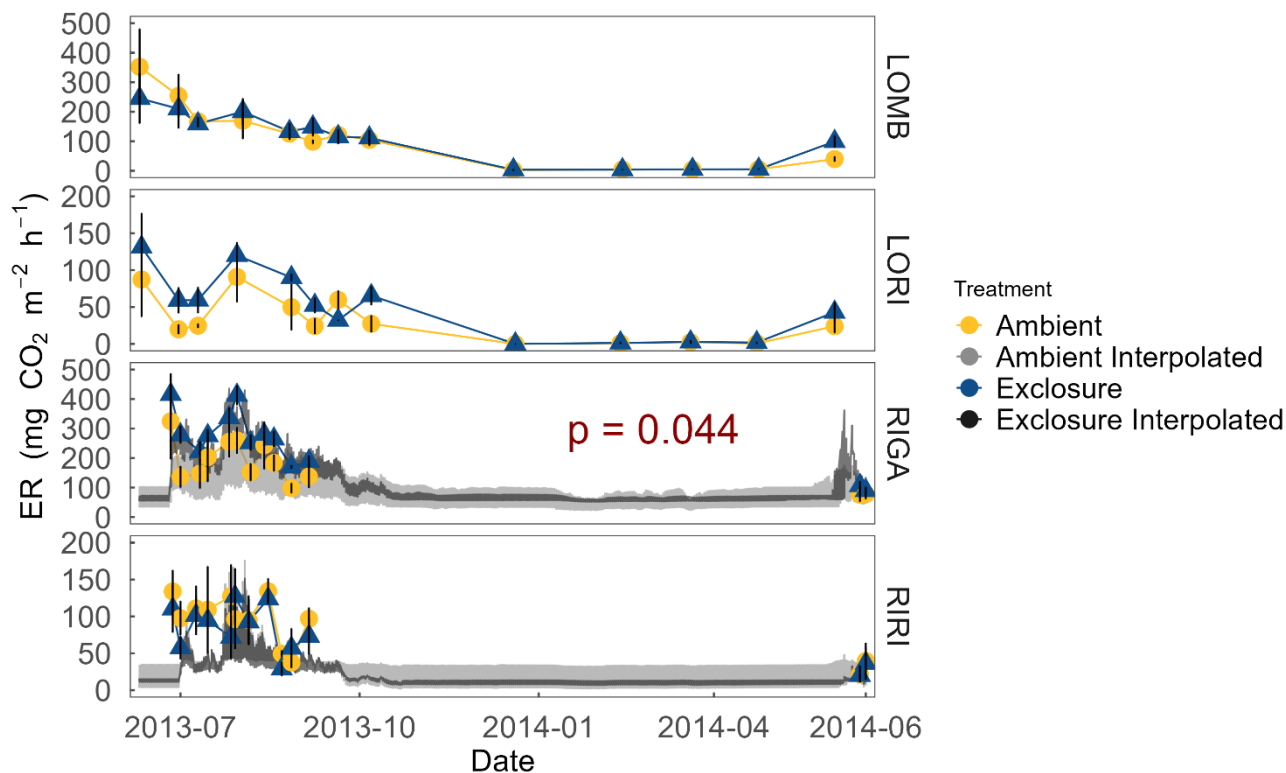 500
400
300
200
100
0
LOMB
200
150
100
50
0
LORI
500
400
300
200
100
0
p = 0.044
RIGA
200
150
100
50
0
RIRI
ER (mg CO₂ m⁻² h⁻¹)
2013-07 2013-10 2014-01 2014-04 2014-06
Date
Treatment
Ambient
Ambient Interpolated
Exclosure
Exclosure Interpolated